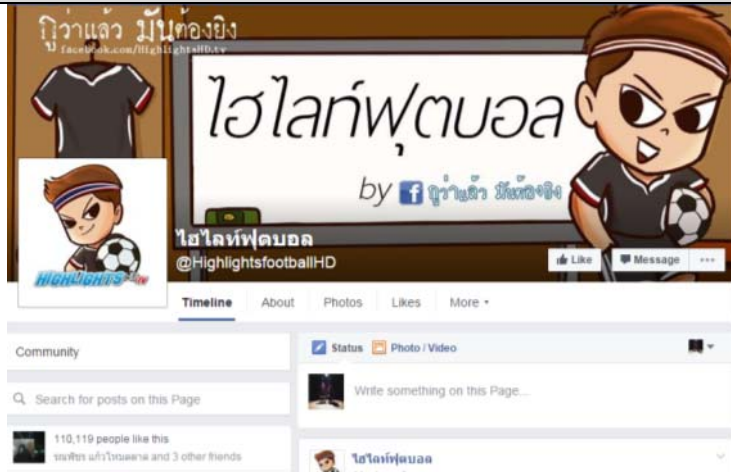 กูว่าแล้ว มันต้องยิง
facebook.com/HighlightsHD.tv
ไฮไลท์ฟุตบอล
by f กูว่าแล้ว มันต้องยิง
HIGHLIGHTS HD.tv
ไฮไลท์ฟุตบอล
@HighlightsfootballHD
Like
Message
Timeline About Photos Likes More
Community
Status Photo / Video
Search for posts on this Page
Write something on this Page...
110,119 people like this
and 3 other friends
ไฮไลท์ฟุตบอล